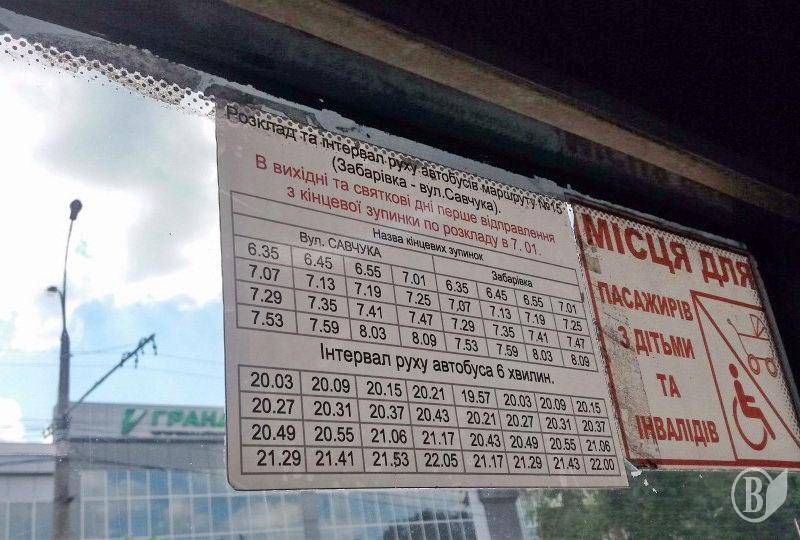 Розклад та інтервал руху автобусів маршруту №15
(Забарівка - вул.Савчука).
В вихідні та святкові дні перше відправлення
з кінцевої зупинки по розкладу в 7.01.
Назва кінцевих зупинок
Вул. САВЧУКА Забарівка
6.35 6.45 6.55 7.01 6.35 6.45 6.55 7.01
7.07 7.13 7.19 7.25 7.07 7.13 7.19 7.25
7.29 7.35 7.41 7.47 7.29 7.35 7.41 7.47
7.53 7.59 8.03 8.09 7.53 7.59 8.03 8.09
Інтервал руху автобуса 6 хвилин.
20.03 20.09 20.15 20.21 19.57 20.03 20.09 20.15
20.27 20.31 20.37 20.43 20.21 20.27 20.31 20.37
20.49 20.55 21.06 21.17 20.43 20.49 20.55 21.06
21.29 21.41 21.53 22.05 21.17 21.29 21.43 22.00
МІСЦЯ ДЛЯ
ПАСАЖИРІВ
З ДІТЬМИ
ТА
ІНВАЛІДІВ
ГРАНД
В